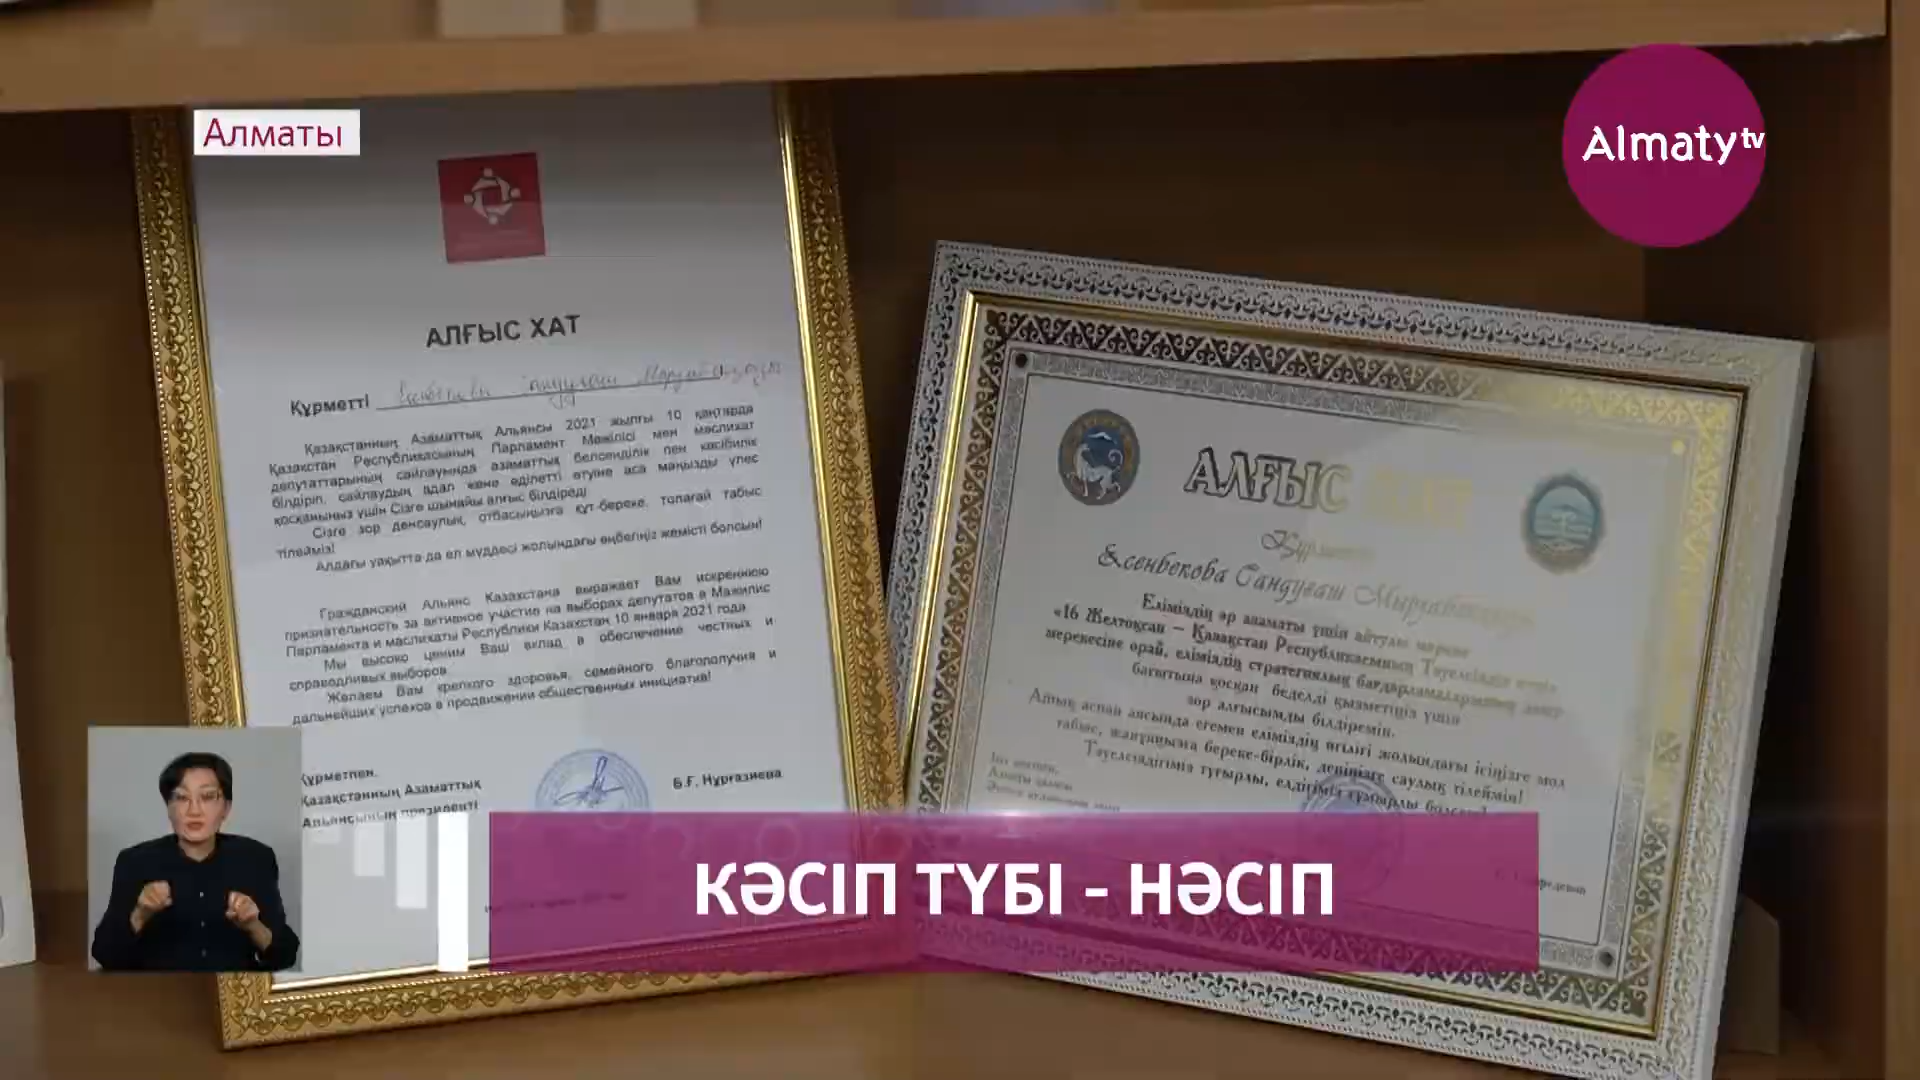 Алматы
Almaty tv
АЛҒЫС ХАТ
Құрметті
Қазақстанның Азаматтық Альянсы 2021 жылғы 10 қаңтарда
Қазақстан Республикасының Парламент Мәжілісі мен мәслихат
депутаттарының сайлауында азаматтық белсенділік пен кәсібилік
білдіріп, сайлаудың адал және әділетті өтуіне аса маңызды үлес
қосқаныңыз үшін Сізге шынайы алғыс білдіреді
Сізге зор денсаулық, отбасыңызға құт-береке, толағай табыс
тілейміз!
Алдағы уақытта да ел мүддесі жолындағы еңбегіңіз жемісті болсын!
Гражданский Альянс Казахстана выражает Вам искреннюю
признательность за активное участие на выборах депутатов в Мажилис
Парламента и маслихаты Республики Казахстан 10 января 2021 года
Мы высоко ценим Ваш вклад в обеспечение честных и
справедливых выборов
Желаем Вам крепкого здоровья, семейного благополучия и
дальнейших успехов в продвижении общественных инициатив!
Құрметпен,
Қазақстанның Азаматтық
Альянсының президенті
Б.Ғ. Нұрғазиева
АЛҒЫС ХАТ
Құрметті
Есенбекова Сандуғаш
Еліміздің әр азаматы үшін айтулы мереке
«16 Желтоқсан – Қазақстан Республикасының Тәуелсіздік күні»
мерекесіне орай, еліміздің стратегиялық бағдарламаларының даму
бағытына қосқан беделді қызметіңіз үшін
зор алғысымды білдіремін.
Ашық аспан аясында егемен еліміздің игілігі жолындағы ісіңізге мол
табыс, жанұяңызға береке-бірлік, деніңізге саулық тілеймін!
Тәуелсіздігіміз тұғырлы, елдігіміз ғұмырлы болсын!
КӘСІП ТҮБІ - НӘСІП